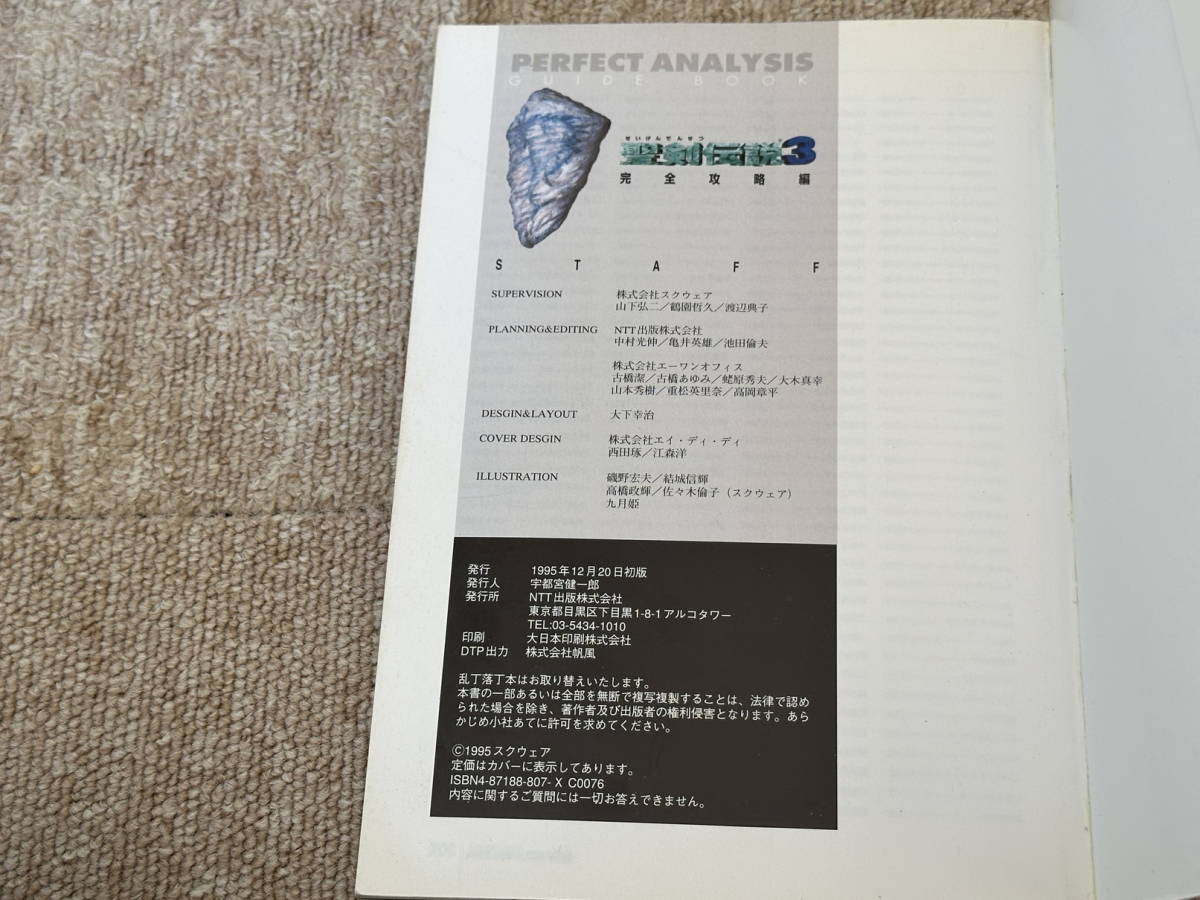 PERFECT ANALYSIS
GUIDE BOOK
せいけんでんせつ
聖剣伝説3
完全攻略編
STAFF
SUPERVISION 株式会社スクウェア
山下弘二／鶴園哲久／渡辺典子
PLANNING&EDITING NTT出版株式会社
中村光伸／亀井英雄／池田倫夫
株式会社エーワンオフィス
古橋潔／古橋あゆみ／蛯原秀夫／大木真幸
山本秀樹／重松英里奈／高岡章平
DESGIN&LAYOUT 大下幸治
COVER DESGIN 株式会社エイ・ディ・ディ
西田琢／江森洋
ILLUSTRATION 磯野宏夫／結城信輝
高橋政輝／佐々木倫子（スクウェア）
九月姫
発行 1995年12月20日初版
発行人 宇都宮健一郎
発行所 NTT出版株式会社
東京都目黒区下目黒1-8-1アルコタワー
TEL:03-5434-1010
印刷 大日本印刷株式会社
DTP出力 株式会社帆風
乱丁落丁本はお取り替えいたします。
本書の一部あるいは全部を無断で複写複製することは、法律で認め
られた場合を除き、著作者及び出版者の権利侵害となります。あら
かじめ小社あてに許可を求めてください。
©1995スクウェア
定価はカバーに表示してあります。
ISBN4-87188-807-X C0076
内容に関するご質問には一切お答えできません。